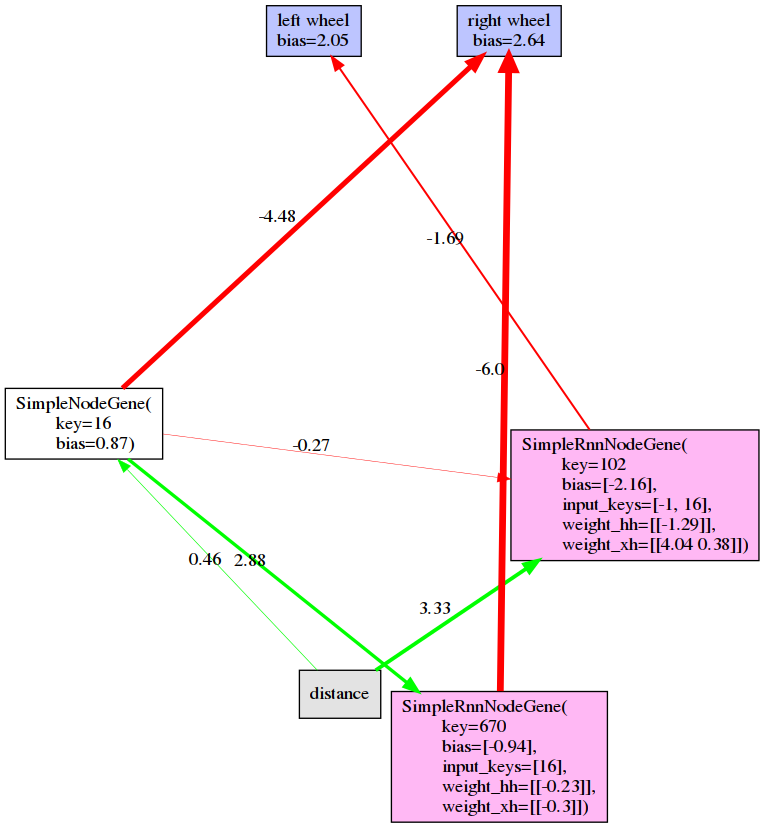 left wheel
bias=2.05
right wheel
bias=2.64
-4.48
-1.69
-6.0
SimpleNodeGene(
key=16
bias=0.87)
-0.27
SimpleRnnNodeGene(
key=102
bias=[-2.16],
input_keys=[-1, 16],
weight_hh=[[-1.29]],
weight_xh=[[4.04 0.38]])
0.46
2.88
3.33
distance
SimpleRnnNodeGene(
key=670
bias=[-0.94],
input_keys=[16],
weight_hh=[[-0.23]],
weight_xh=[[-0.3]])